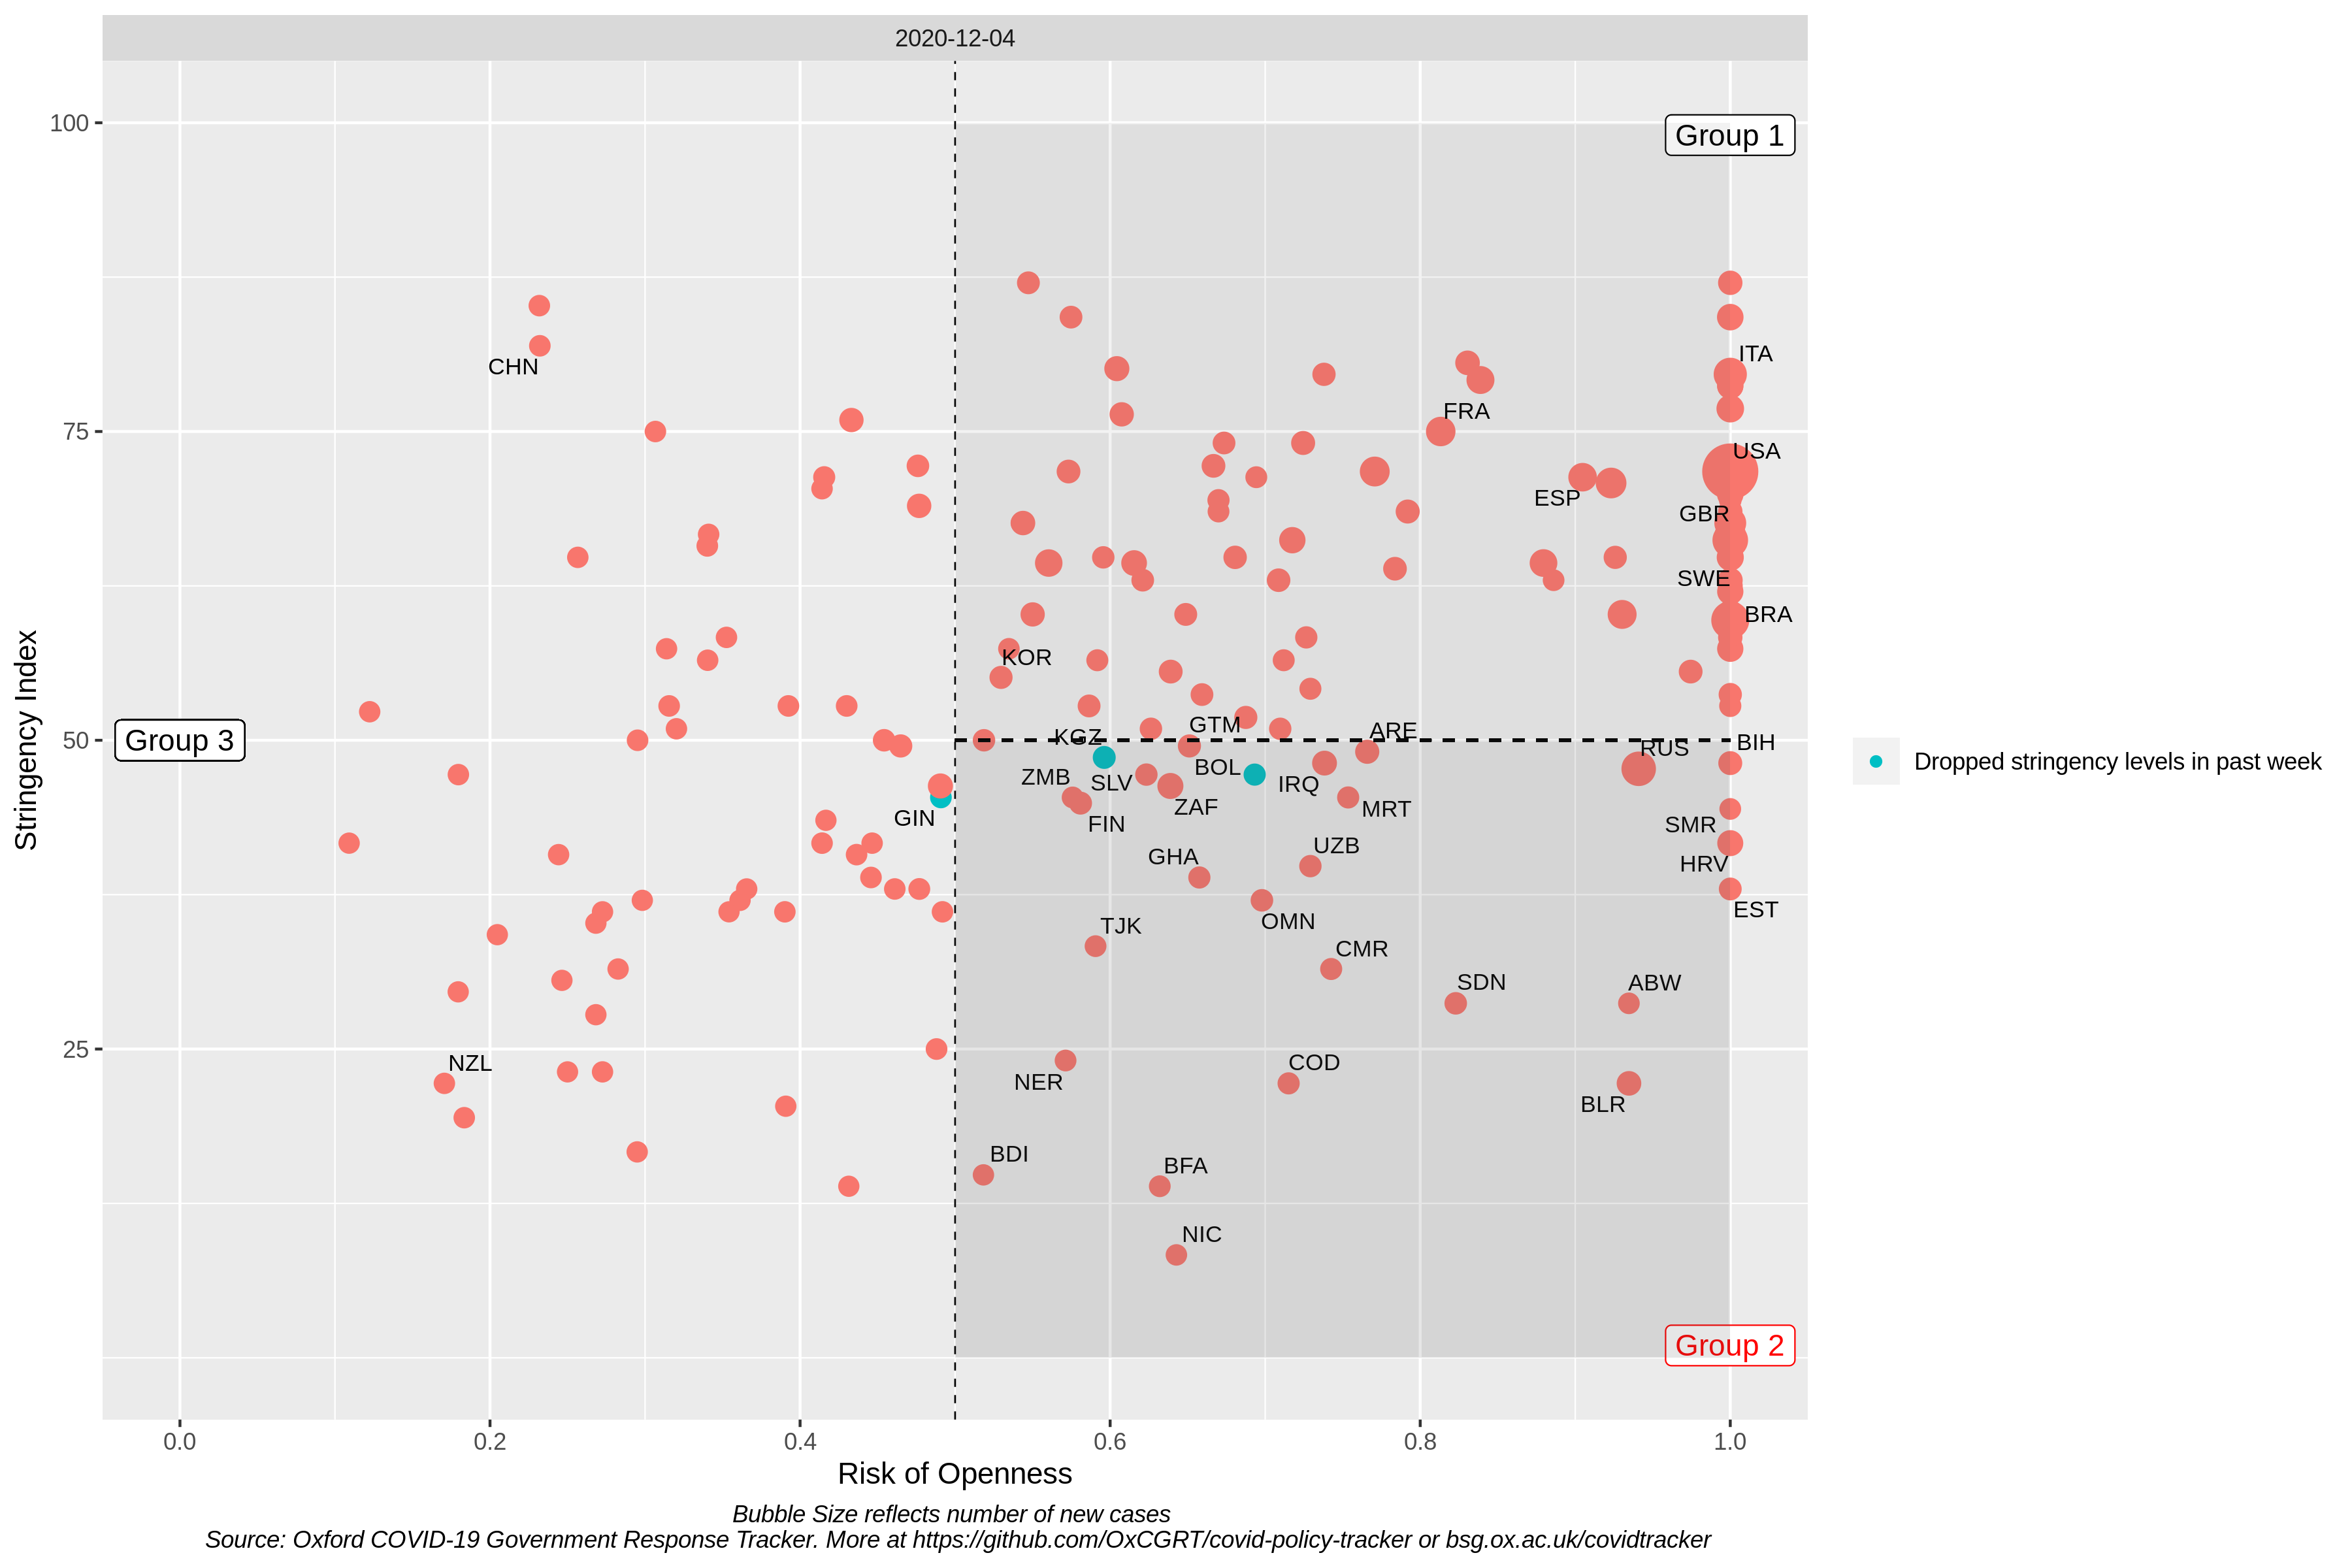 2020-12-04
100
Group 1
ITA
CHN
FRA
75
USA
ESP
GBR
SWE
BRA
KOR
GTM
ARE
KGZ
BIH
RUS
Group 3
50
Dropped stringency levels in past week
BOL
ZMB
SLV
IRQ
ZAF
MRT
GIN
FIN
SMR
UZB
GHA
HRV
EST
OMN
TJK
CMR
SDN
ABW
25
NZL
COD
NER
BLR
BDI
BFA
NIC
Group 2
Stringency Index
0.0
0.2
0.4
0.6
0.8
1.0
Risk of Openness
Bubble Size reflects number of new cases
Source: Oxford COVID-19 Government Response Tracker. More at https://github.com/OxCGRT/covid-policy-tracker or bsg.ox.ac.uk/covidtracker